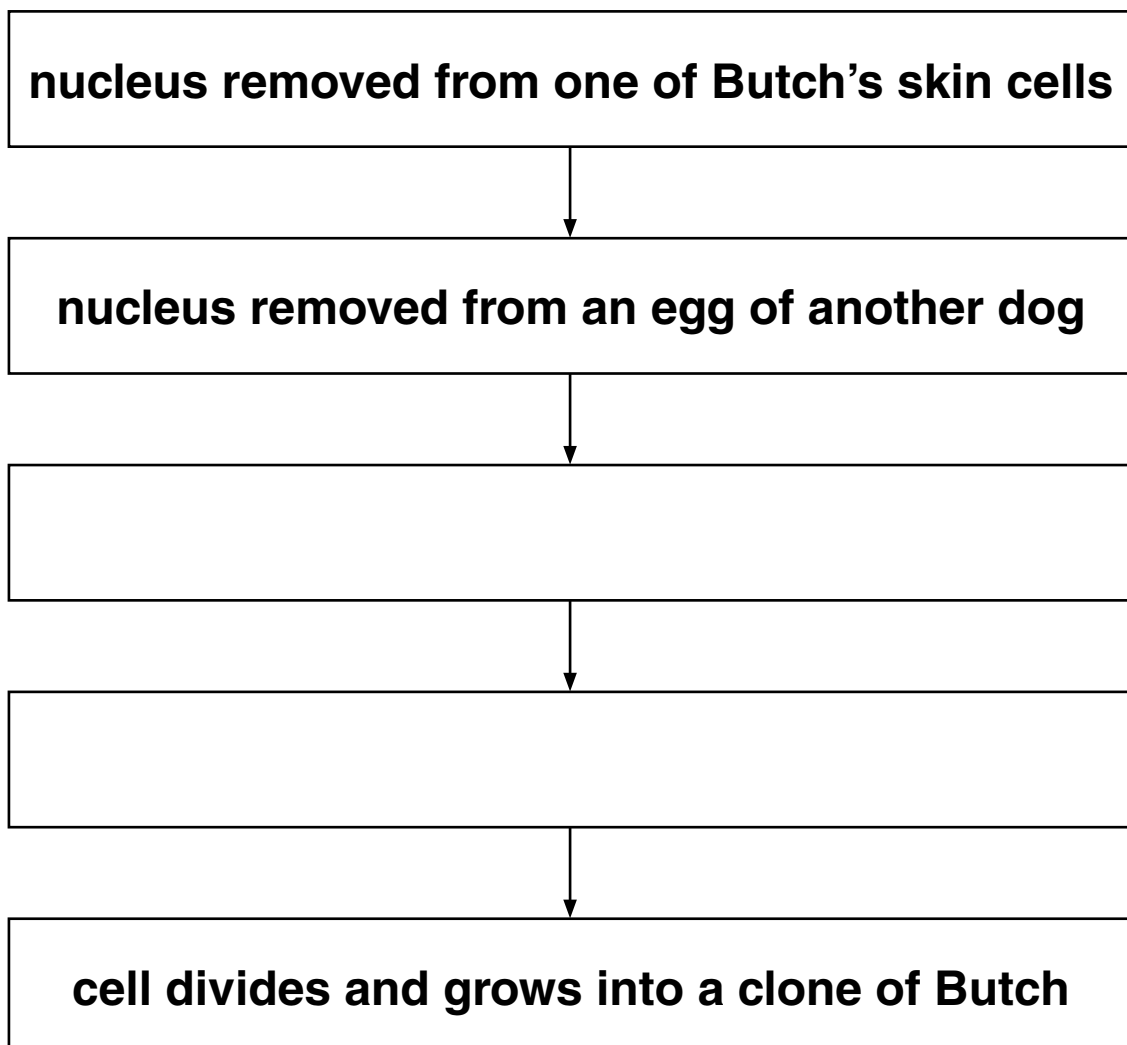 nucleus removed from one of Butch’s skin cells
nucleus removed from an egg of another dog
cell divides and grows into a clone of Butch